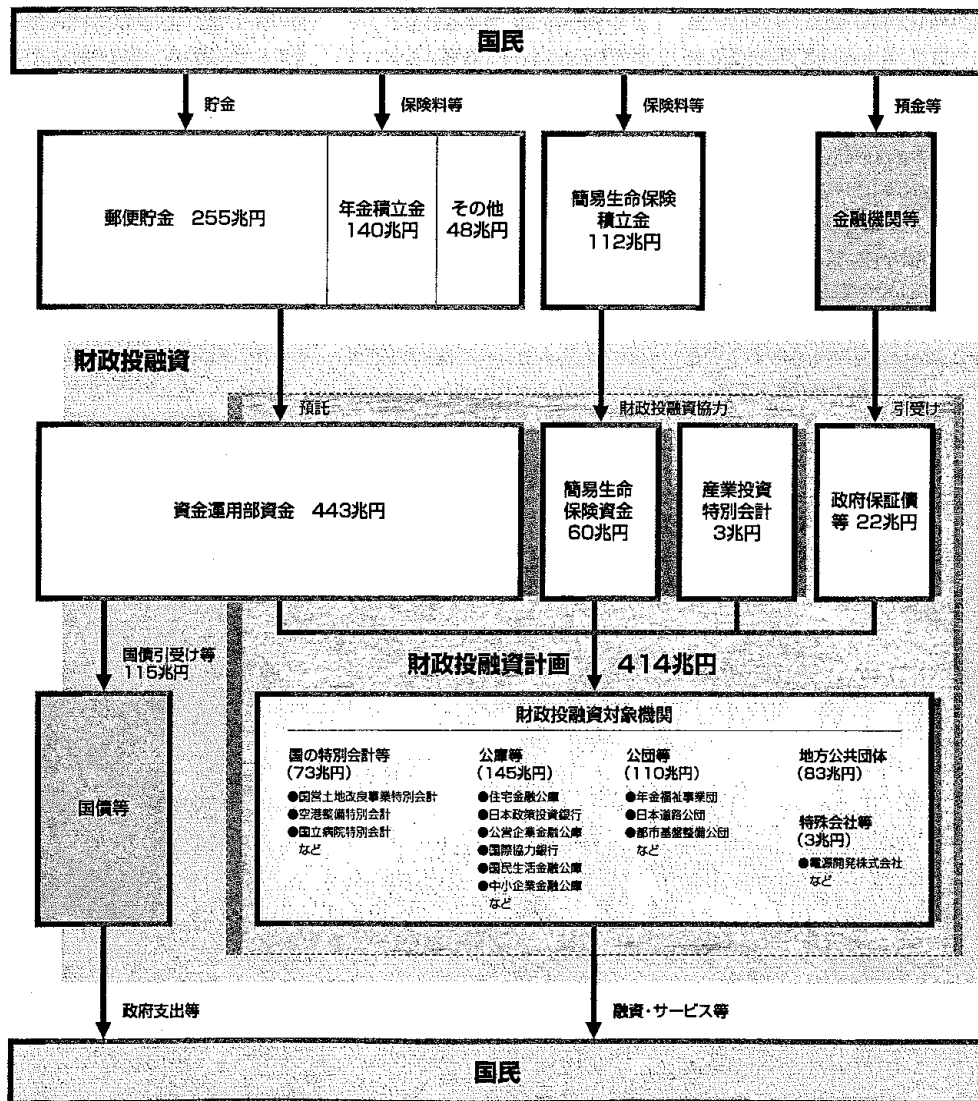 国民
貯金
保険料等
保険料等
預金等
郵便貯金 255兆円
年金積立金
140兆円
その他
48兆円
簡易生命保険
積立金
112兆円
金融機関等
財政投融資
預託
財政投融資協力
引受け
資金運用部資金 443兆円
簡易生命
保険資金
60兆円
産業投資
特別会計
3兆円
政府保証債
等 22兆円
国債引受け等
115兆円
財政投融資計画 414兆円
財政投融資対象機関
国の特別会計等
(73兆円)
●国営土地改良事業特別会計
●空港整備特別会計
●国立病院特別会計
など
公庫等
(145兆円)
●住宅金融公庫
●日本政策投資銀行
●公営企業金融公庫
●国際協力銀行
●国民生活金融公庫
●中小企業金融公庫
など
公団等
(110兆円)
●年金福祉事業団
●日本道路公団
●都市基盤整備公団
など
地方公共団体
(83兆円)
特殊会社等
(3兆円)
●電源開発株式会社
など
国債等
政府支出等
融資・サービス等
国民